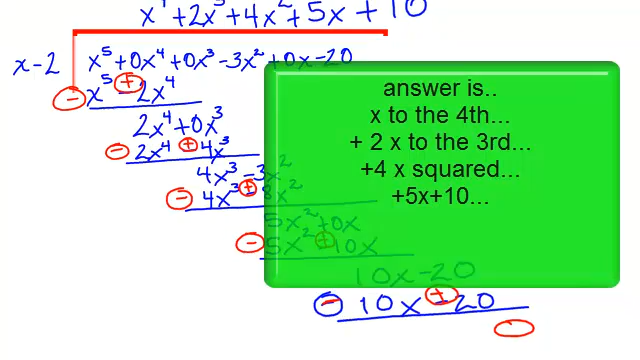 x⁴+2x³+4x²+5x+10
x-2 x⁵+0x⁴+0x³-3x²+0x-20
x⁵-2x⁴
2x⁴+0x³
2x⁴-4x³
4x³-3x²
4x³-8x²
5x²+0x
5x²-10x
10x-20
10x-20
answer is..
x to the 4th...
+ 2 x to the 3rd...
+4 x squared...
+5x+10...